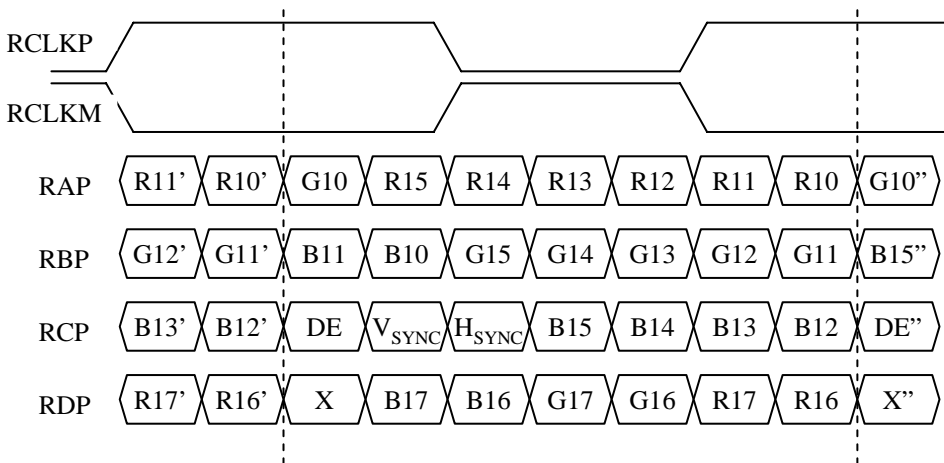 RCLKP
RCLKM
RAP R11’ R10’ G10 R15 R14 R13 R12 R11 R10 G10”
RBP G12’ G11’ B11 B10 G15 G14 G13 G12 G11 B15”
RCP B13’ B12’ DE VSYNC HSYNC B15 B14 B13 B12 DE”
RDP R17’ R16’ X B17 B16 G17 G16 R17 R16 X”